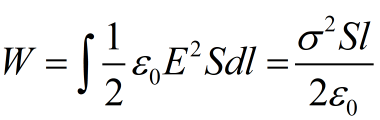 W = ∫ 1/2 ε₀E²Sdl = σ²Sl / 2ε₀